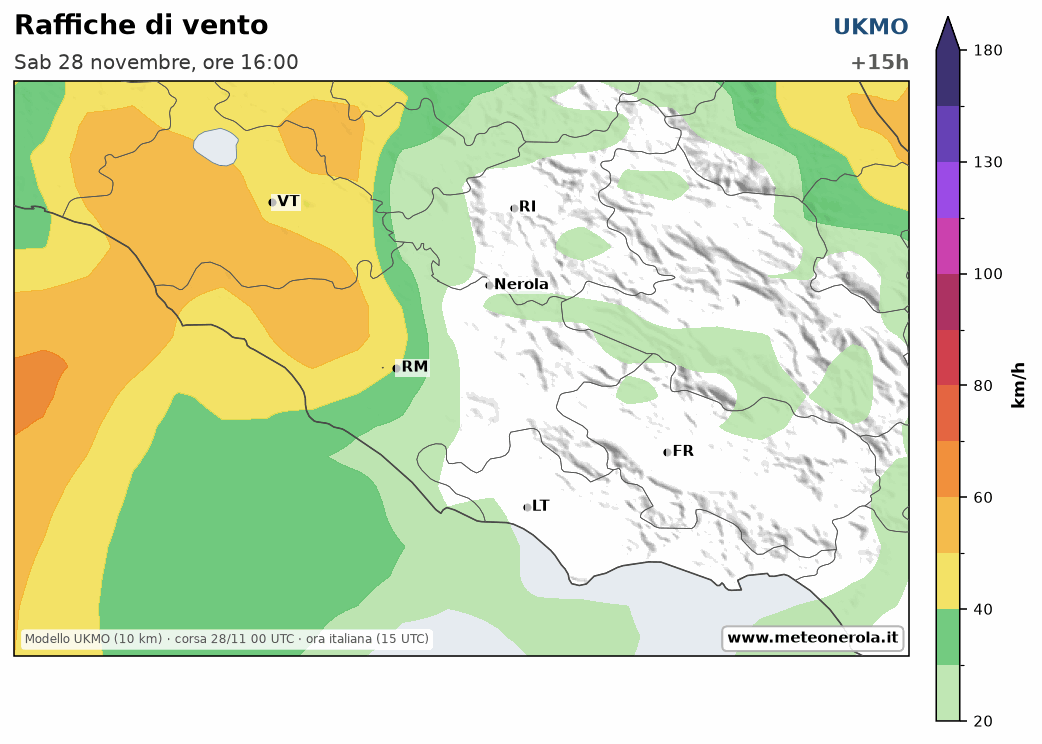 Raffiche di vento
UKMO
Sab 28 novembre, ore 16:00
+15h
180
VT
RI
130
Nerola
100
RM
80
km/h
FR
60
LT
40
Modello UKMO (10 km) · corsa 28/11 00 UTC · ora italiana (15 UTC)
www.meteonerola.it
20